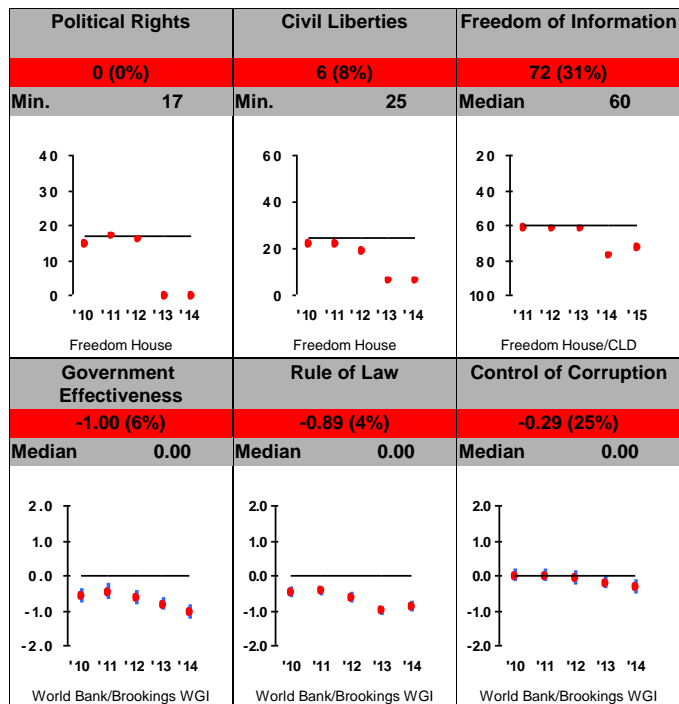 Political Rights
0 (0%)
Min. 17
40
30
20
10
0
'10 '11 '12 '13 '14
Freedom House
Civil Liberties
6 (8%)
Min. 25
60
40
20
0
'10 '11 '12 '13 '14
Freedom House
Freedom of Information
72 (31%)
Median 60
20
40
60
80
100
'11 '12 '13 '14 '15
Freedom House/CLD
Government
Effectiveness
-1.00 (6%)
Median 0.00
2.0
1.0
0.0
-1.0
-2.0
'10 '11 '12 '13 '14
World Bank/Brookings WGI
Rule of Law
-0.89 (4%)
Median 0.00
2.0
1.0
0.0
-1.0
-2.0
'10 '11 '12 '13 '14
World Bank/Brookings WGI
Control of Corruption
-0.29 (25%)
Median 0.00
2.0
1.0
0.0
-1.0
-2.0
'10 '11 '12 '13 '14
World Bank/Brookings WGI